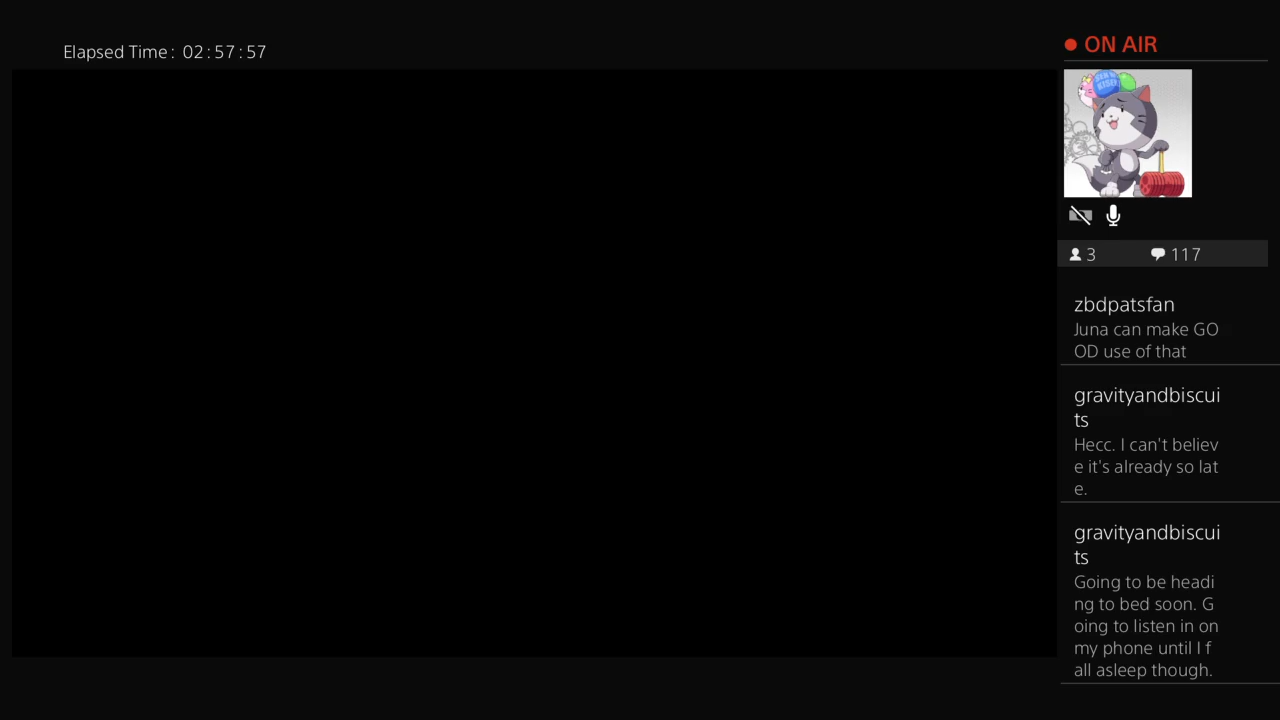 Elapsed Time: 02:57:57
ON AIR
3
117
zbdpatsfan
Juna can make GO
OD use of that
gravityandbiscui
ts
Hecc. I can't believ
e it's already so lat
e.
gravityandbiscui
ts
Going to be headi
ng to bed soon. G
oing to listen in on
my phone until I f
all asleep though.